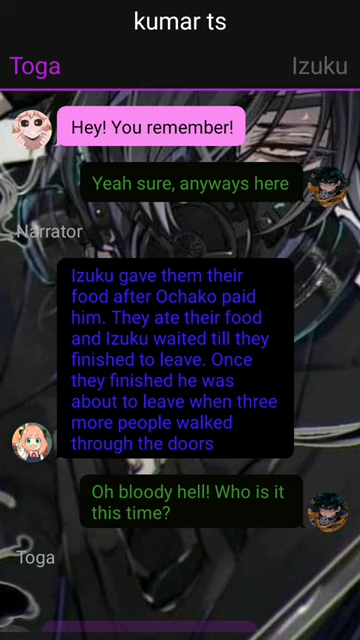 kumar ts
Toga Izuku
Hey! You remember!
Yeah sure, anyways here
Narrator
Izuku gave them their
food after Ochako paid
him. They ate their food
and Izuku waited till they
finished to leave. Once
they finished he was
about to leave when three
more people walked
through the doors
Oh bloody hell! Who is it
this time?
Toga